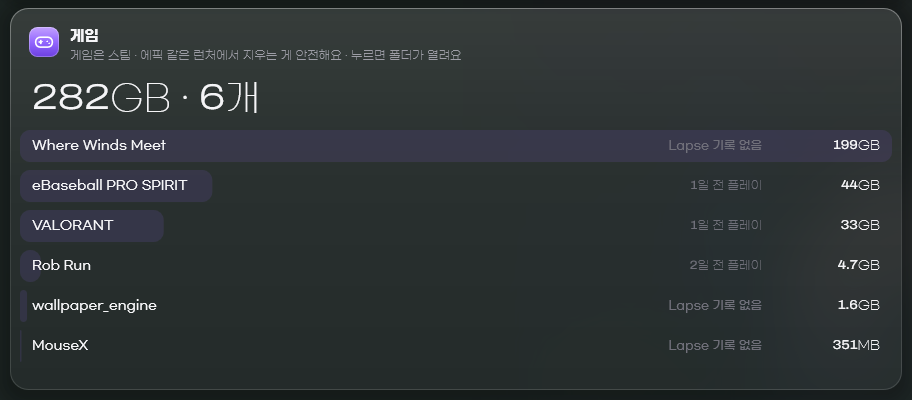 게임
게임은 스팀 · 에픽 같은 런처에서 지우는 게 안전해요 · 누르면 폴더가 열려요
282GB · 6개
Where Winds Meet Lapse 기록 없음 199GB
eBaseball PRO SPIRIT 1일 전 플레이 44GB
VALORANT 1일 전 플레이 33GB
Rob Run 2일 전 플레이 4.7GB
wallpaper_engine Lapse 기록 없음 1.6GB
MouseX Lapse 기록 없음 351MB